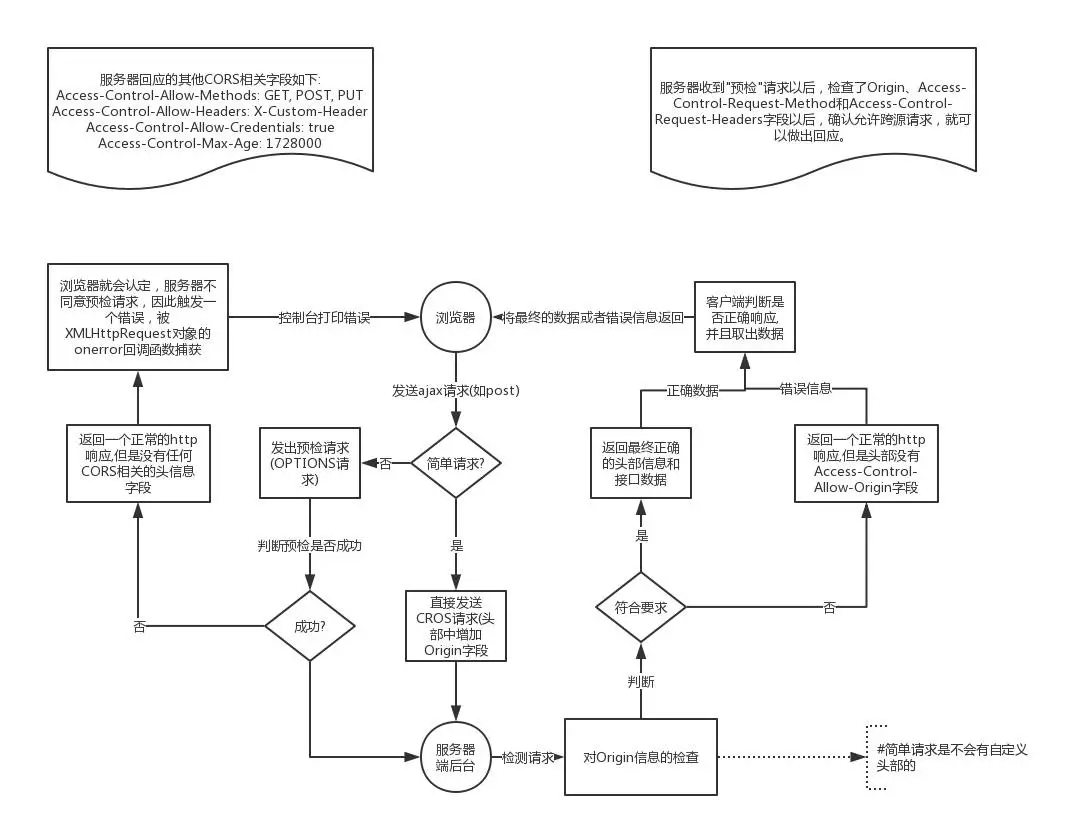 服务器回应的其他CORS相关字段如下:
Access-Control-Allow-Methods: GET, POST, PUT
Access-Control-Allow-Headers: X-Custom-Header
Access-Control-Allow-Credentials: true
Access-Control-Max-Age: 1728000
服务器收到"预检"请求以后，检查了Origin、Access-
Control-Request-Method和Access-Control-
Request-Headers字段以后，确认允许跨源请求，就可
以做出回应。
浏览器就会认定，服务器不
同意预检请求，因此触发一
个错误，被
XMLHttpRequest对象的
onerror回调函数捕获
控制台打印错误
浏览器
将最终的数据或者错误信息返回
客户端判断是
否正确响应,
并且取出数据
发送ajax请求(如post)
正确数据
错误信息
返回一个正常的http
响应,但是没有任何
CORS相关的头信息
字段
发出预检请求
(OPTIONS请
求)
否
简单请求?
返回最终正确
的头部信息和
接口数据
返回一个正常的http
响应,但是头部没有
Access-Control-
Allow-Origin字段
判断预检是否成功
是
是
否
成功?
直接发送
CROS请求(头
部中增加
Origin字段
符合要求
否
判断
服务器
端后台
检测请求
对Origin信息的检查
#简单请求是不会有自定义
头部的